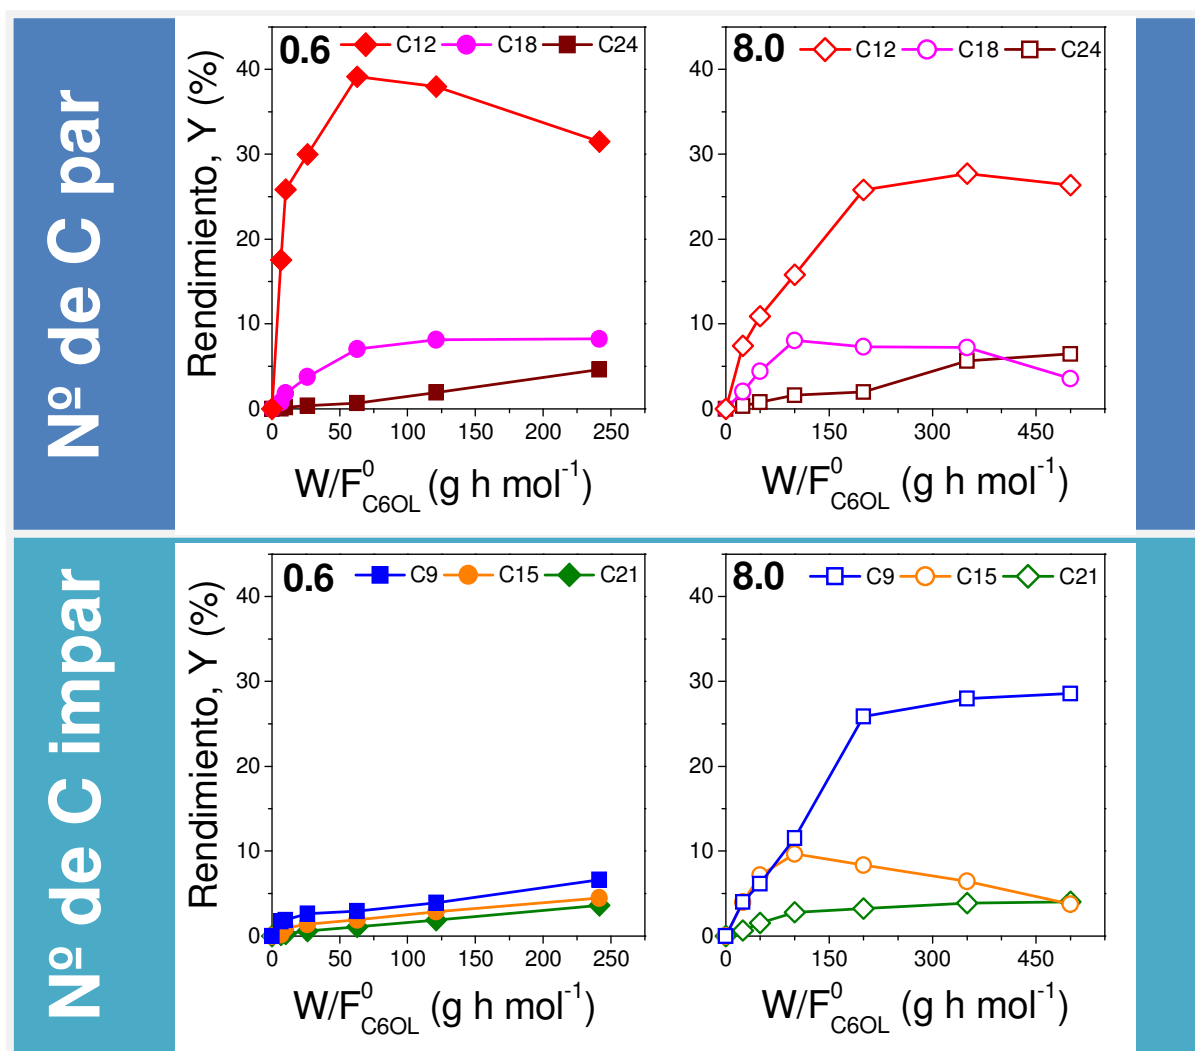 Nº de C par
0.6 C12 C18 C24
Rendimiento, Y (%)
40
30
20
10
0
0 50 100 150 200 250
W/F⁰C6OL (g h mol⁻¹)
8.0 C12 C18 C24
40
30
20
10
0
0 150 300 450
W/F⁰C6OL (g h mol⁻¹)
Nº de C impar
0.6 C9 C15 C21
Rendimiento, Y (%)
40
30
20
10
0
0 50 100 150 200 250
W/F⁰C6OL (g h mol⁻¹)
8.0 C9 C15 C21
40
30
20
10
0
0 150 300 450
W/F⁰C6OL (g h mol⁻¹)